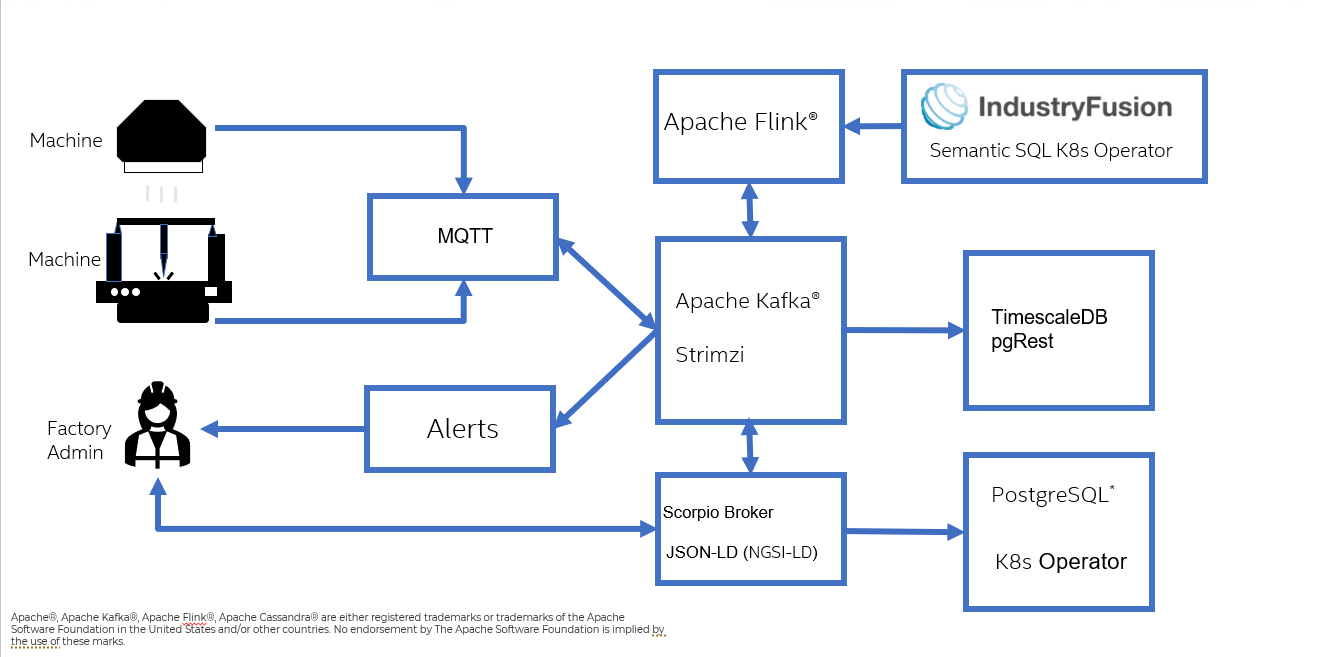 Machine
Machine
MQTT
Factory
Admin
Alerts
Apache Flink®
IndustryFusion
Semantic SQL K8s Operator
Apache Kafka®
Strimzi
TimescaleDB
pgRest
Scorpio Broker
JSON-LD (NGSI-LD)
PostgreSQL*
K8s Operator
Apache®, Apache Kafka®, Apache Flink®, Apache Cassandra® are either registered trademarks or trademarks of the Apache
Software Foundation in the United States and/or other countries. No endorsement by The Apache Software Foundation is implied by
the use of these marks.